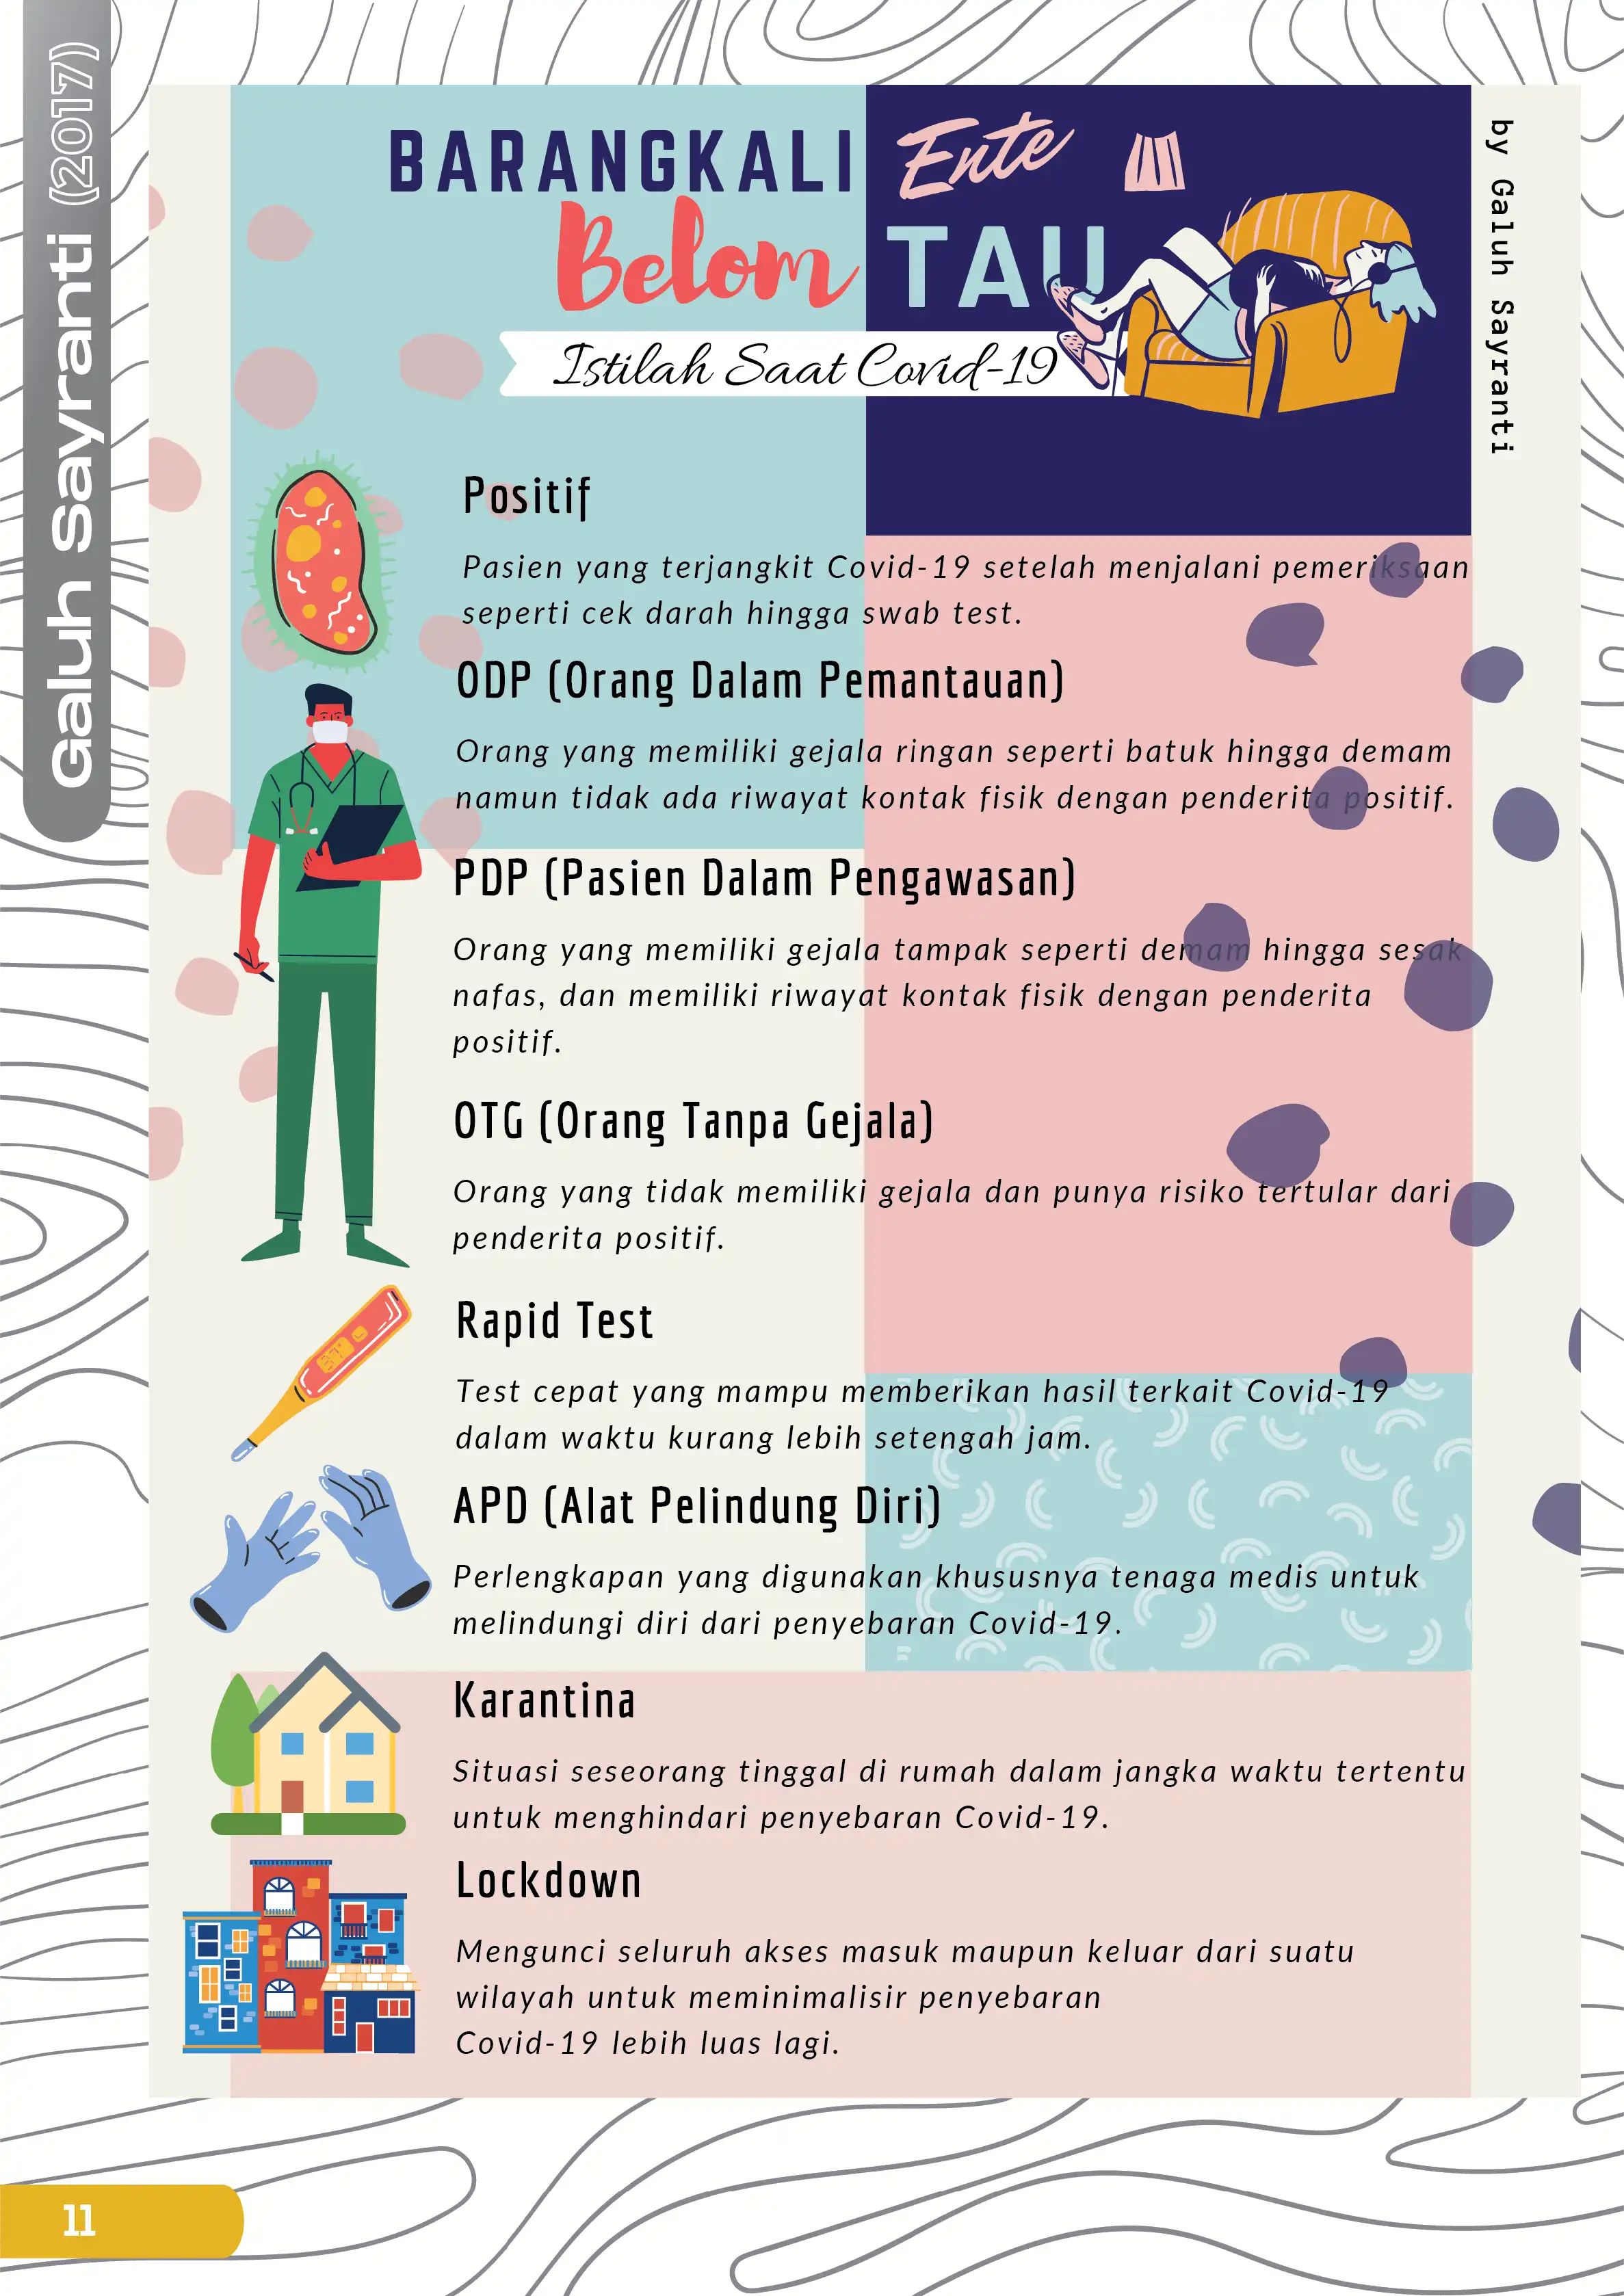 Galuh Sayranti (2017)
BARANGKALI Ente
Belom TAU
Istilah Saat Covid-19
by Galuh Sayranti
Positif
Pasien yang terjangkit Covid-19 setelah menjalani pemeriksaan
seperti cek darah hingga swab test.
ODP (Orang Dalam Pemantauan)
Orang yang memiliki gejala ringan seperti batuk hingga demam
namun tidak ada riwayat kontak fisik dengan penderita positif.
PDP (Pasien Dalam Pengawasan)
Orang yang memiliki gejala tampak seperti demam hingga sesak
nafas, dan memiliki riwayat kontak fisik dengan penderita
positif.
OTG (Orang Tanpa Gejala)
Orang yang tidak memiliki gejala dan punya risiko tertular dari
penderita positif.
Rapid Test
Test cepat yang mampu memberikan hasil terkait Covid-19
dalam waktu kurang lebih setengah jam.
APD (Alat Pelindung Diri)
Perlengkapan yang digunakan khususnya tenaga medis untuk
melindungi diri dari penyebaran Covid-19.
Karantina
Situasi seseorang tinggal di rumah dalam jangka waktu tertentu
untuk menghindari penyebaran Covid-19.
Lockdown
Mengunci seluruh akses masuk maupun keluar dari suatu
wilayah untuk meminimalisir penyebaran
Covid-19 lebih luas lagi.
11